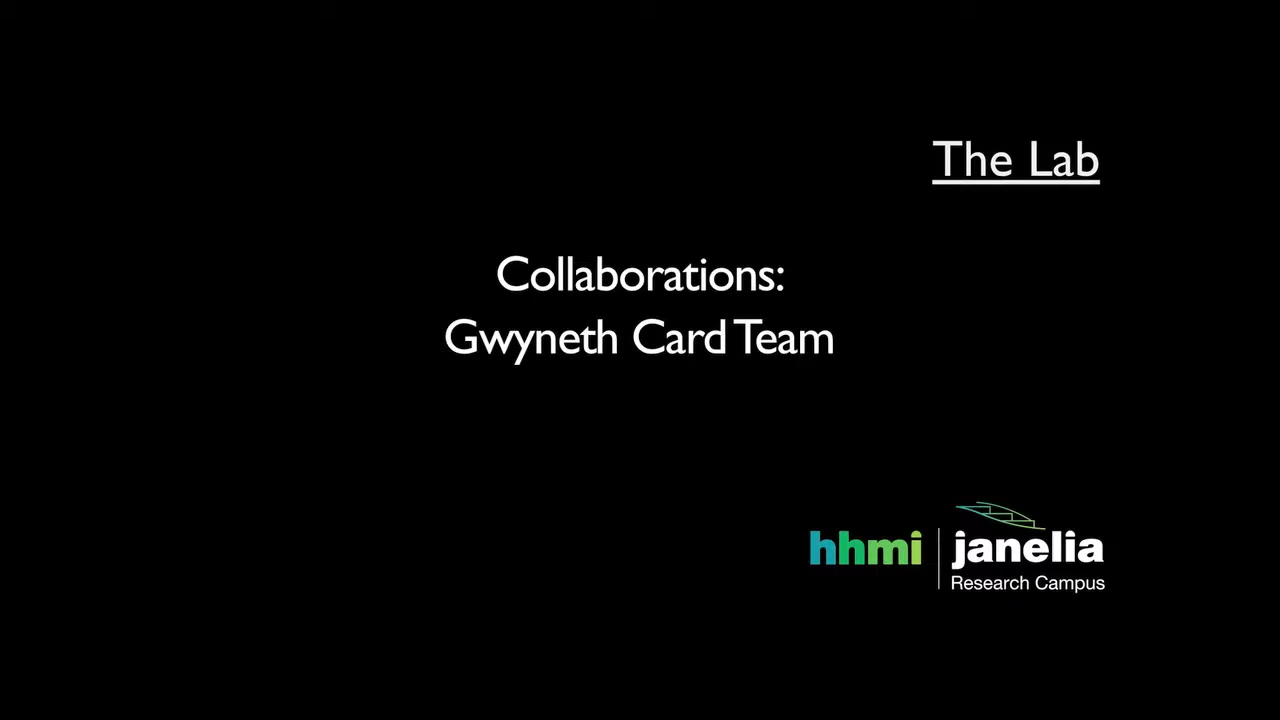 The Lab
Collaborations:
Gwyneth Card Team
hhmi
janelia
Research Campus